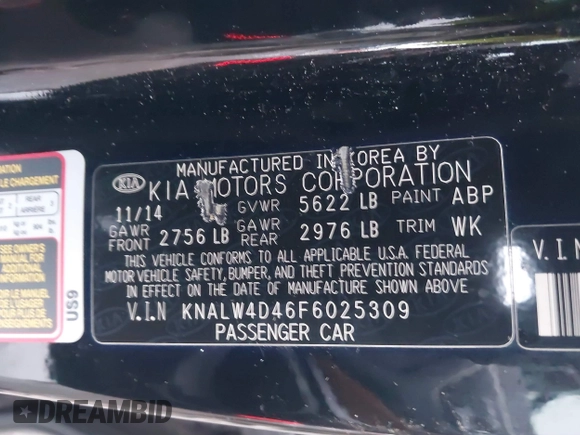 MANUFACTURED IN KOREA BY
KIA KIA MOTORS CORPORATION
11/14 GVWR 5622 LB PAINT ABP
GAWR FRONT 2756 LB GAWR REAR 2976 LB TRIM WK
THIS VEHICLE CONFORMS TO ALL APPLICABLE U.S.A. FEDERAL
MOTOR VEHICLE SAFETY, BUMPER, AND THEFT PREVENTION STANDARDS
IN EFFECT ON THE DATE OF MANUFACTURE SHOWN ABOVE
V.I.N KNALW4D46F6025309
PASSENGER CAR
US9
V.I.N
REAR
ARRIERE
DREAMBID